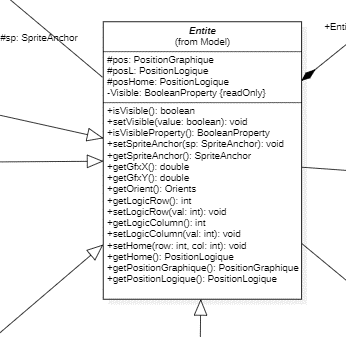 #sp: SpriteAnchor
Entite
(from Model)
+Enti
#pos: PositionGraphique
#posL: PositionLogique
#posHome: PositionLogique
-Visible: BooleanProperty {readOnly}
+isVisible(): boolean
+setVisible(value: boolean): void
+isVisibleProperty(): BooleanProperty
+setSpriteAnchor(sp: SpriteAnchor): void
+getSpriteAnchor(): SpriteAnchor
+getGfxX(): double
+getGfxY(): double
+getOrient(): Orients
+getLogicRow(): int
+setLogicRow(val: int): void
+getLogicColumn(): int
+setLogicColumn(val: int): void
+setHome(row: int, col: int): void
+getHome(): PositionLogique
+getPositionGraphique(): PositionGraphique
+getPositionLogique(): PositionLogique